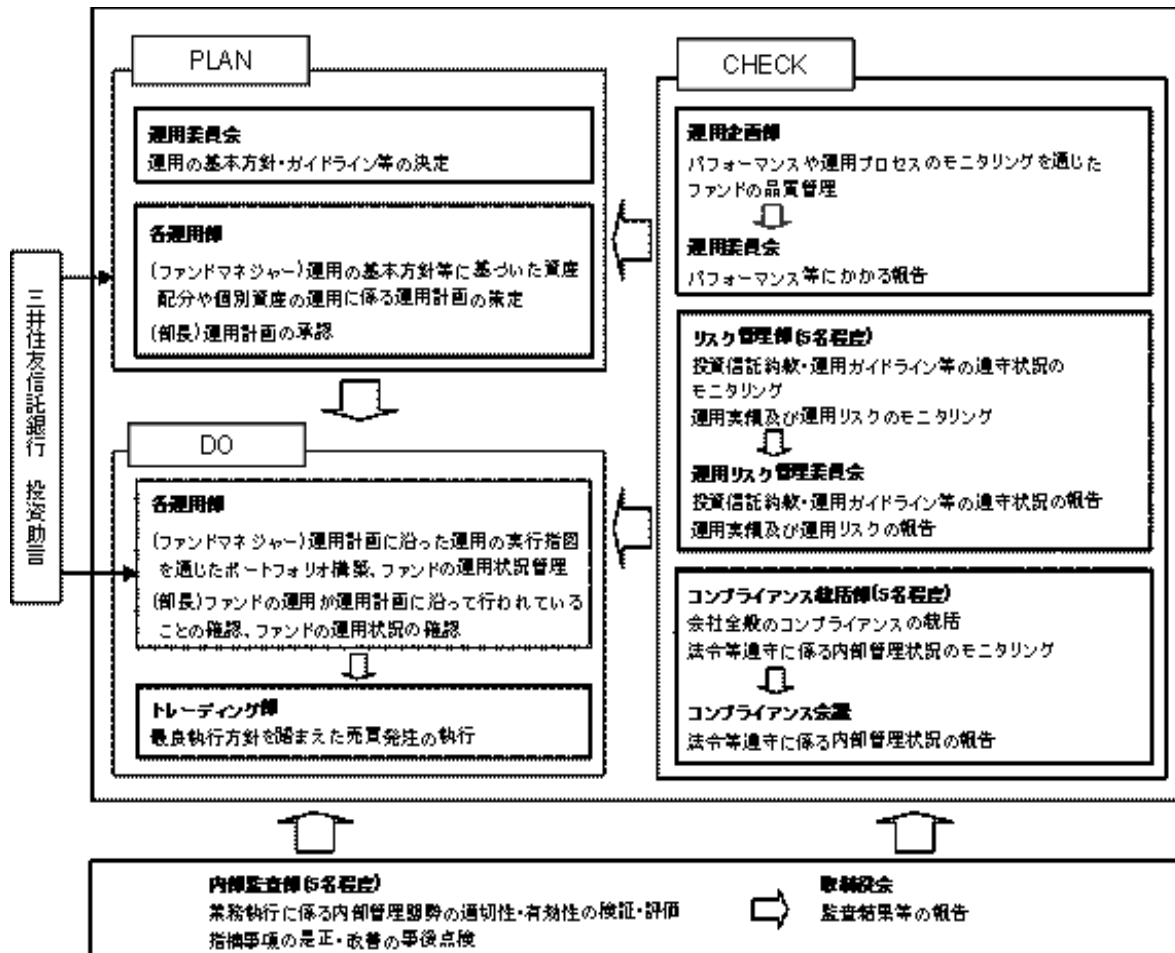 PLAN
運用委員会
運用の基本方針・ガイドライン等の決定
各運用部
(ファンドマネジャー)運用の基本方針等に基づいた資産
配分や個別資産の運用に係る運用計画の策定
(部長)運用計画の承認
三井住友信託銀行 投資助言
DO
各運用部
(ファンドマネジャー)運用計画に沿った運用の実行指図
を通じたポートフォリオ構築、ファンドの運用状況管理
(部長)ファンドの運用が運用計画に沿って行われている
ことの確認、ファンドの運用状況の確認
トレーディング部
最良執行方針を踏まえた売買発注の執行
CHECK
運用企画部
パフォーマンスや運用プロセスのモニタリングを通じた
ファンドの品質管理
運用委員会
パフォーマンス等にかかる報告
リスク管理部(5名程度)
投資信託約款・運用ガイドライン等の遵守状況の
モニタリング
運用実績及び運用リスクのモニタリング
運用リスク管理委員会
投資信託約款・運用ガイドライン等の遵守状況の報告
運用実績及び運用リスクの報告
コンプライアンス統括部(5名程度)
会社全般のコンプライアンスの統括
法令等遵守に係る内部管理状況のモニタリング
コンプライアンス会議
法令等遵守に係る内部管理状況の報告
内部監査部(5名程度)
業務執行に係る内部管理態勢の適切性・有効性の検証・評価
指摘事項の是正・改善の事後点検
取締役会
監査結果等の報告